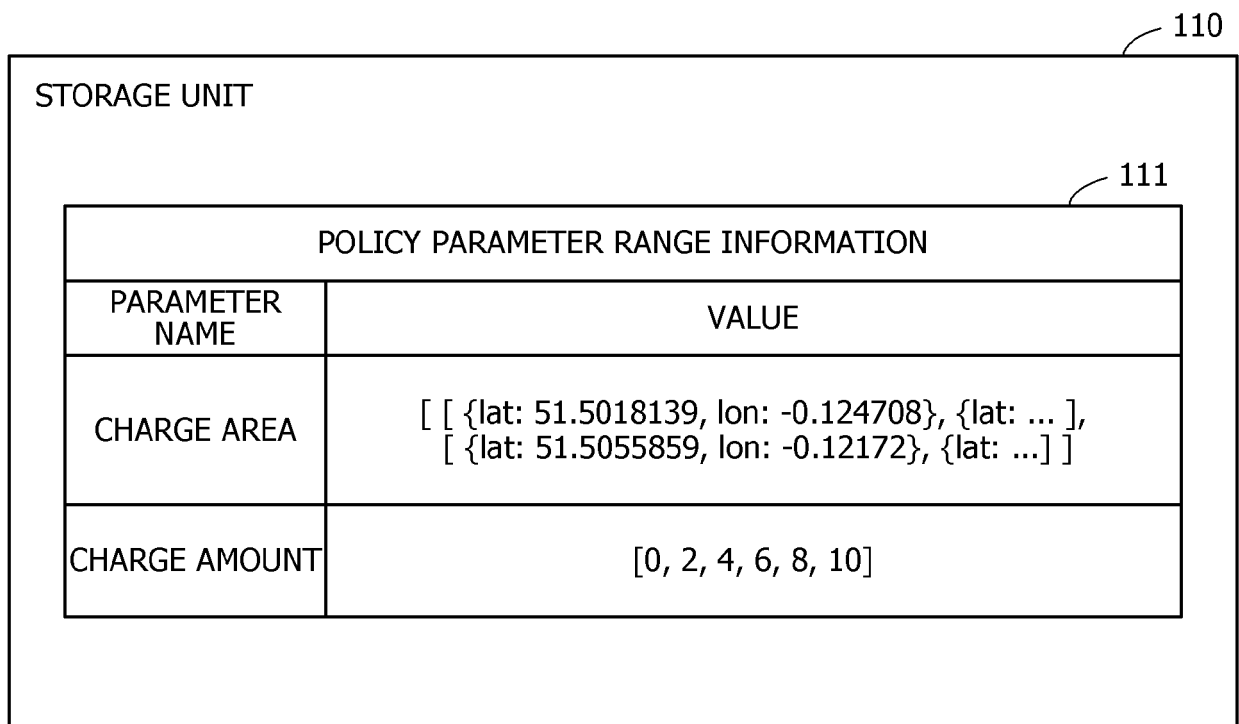 110
STORAGE UNIT
111
POLICY PARAMETER RANGE INFORMATION
PARAMETER
NAME
VALUE
CHARGE AREA
[ [ {lat: 51.5018139, lon: -0.124708}, {lat: ... ],
[ {lat: 51.5055859, lon: -0.12172}, {lat: ...] ]
CHARGE AMOUNT
[0, 2, 4, 6, 8, 10]